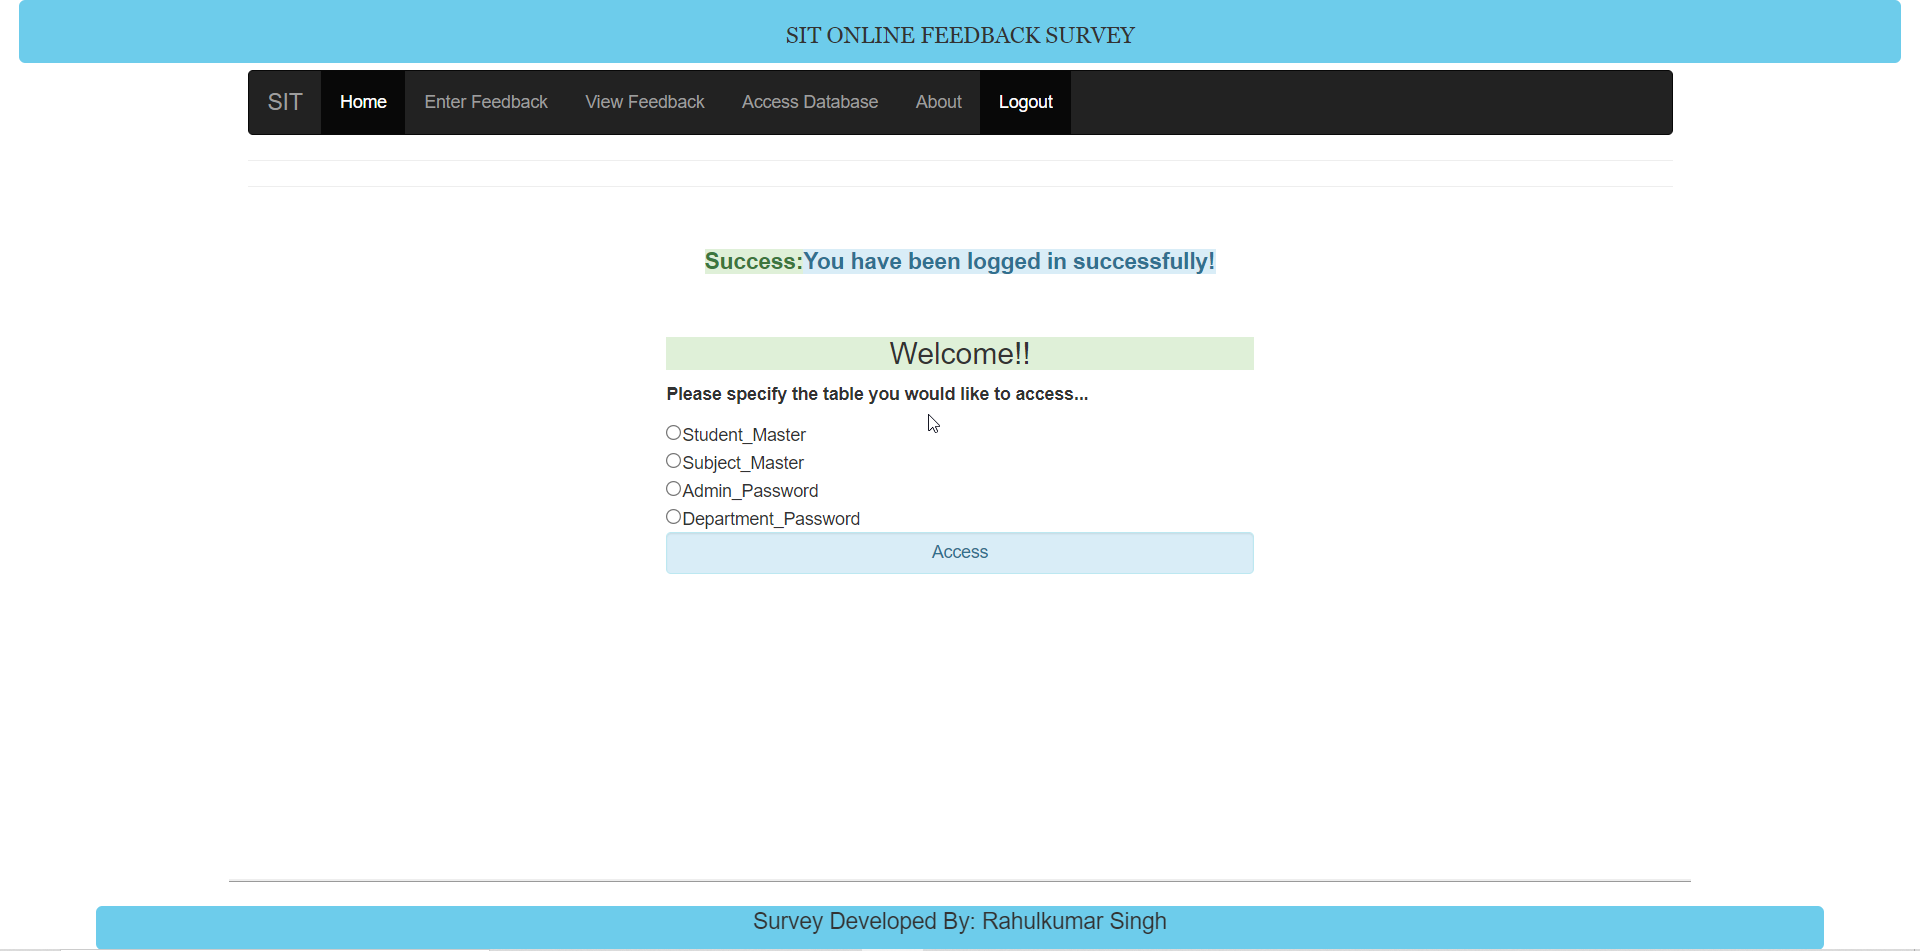 SIT ONLINE FEEDBACK SURVEY
SIT Home Enter Feedback View Feedback Access Database About Logout
Success:You have been logged in successfully!
Welcome!!
Please specify the table you would like to access...
Student_Master
Subject_Master
Admin_Password
Department_Password
Access
Survey Developed By: Rahulkumar Singh